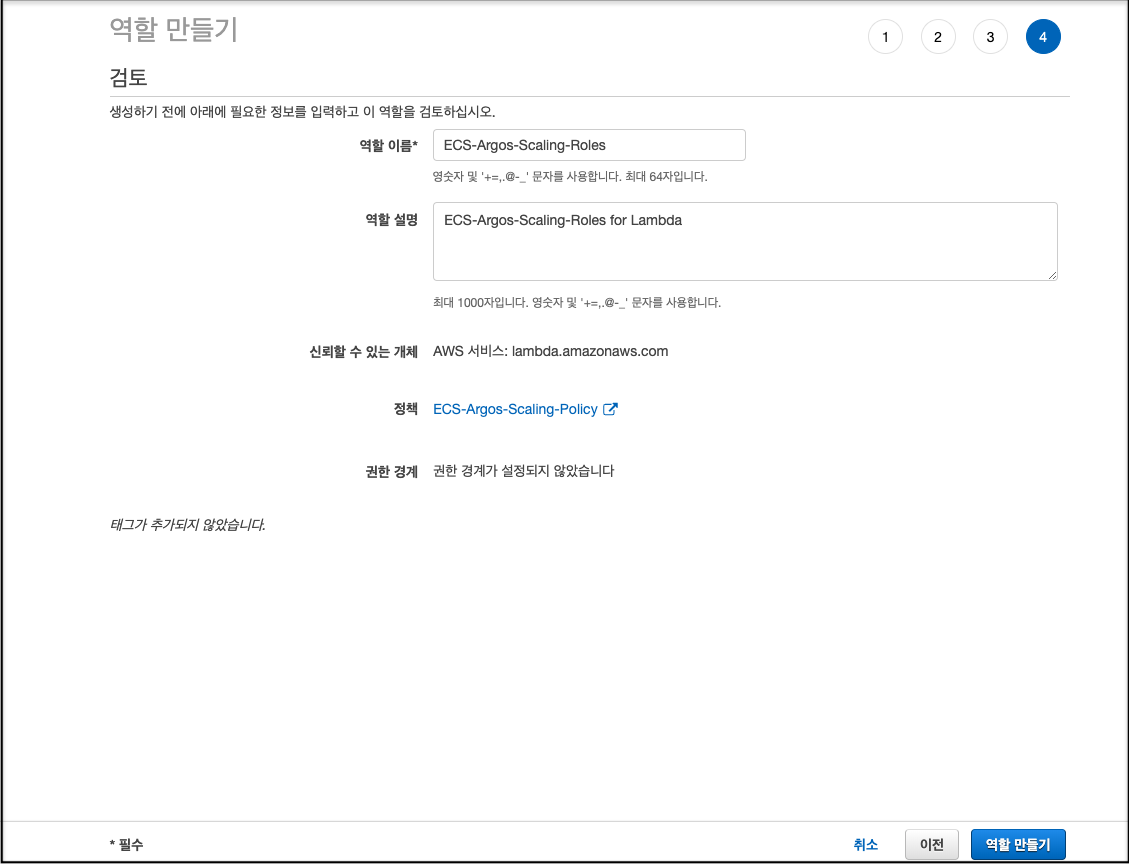 역할 만들기
1 2 3 4
검토
생성하기 전에 아래에 필요한 정보를 입력하고 이 역할을 검토하십시오.
역할 이름* ECS-Argos-Scaling-Roles
영숫자 및 '+=,.@-_' 문자를 사용합니다. 최대 64자입니다.
역할 설명 ECS-Argos-Scaling-Roles for Lambda
최대 1000자입니다. 영숫자 및 '+=,.@-_' 문자를 사용합니다.
신뢰할 수 있는 개체 AWS 서비스: lambda.amazonaws.com
정책 ECS-Argos-Scaling-Policy
권한 경계 권한 경계가 설정되지 않았습니다
태그가 추가되지 않았습니다.
* 필수 취소 이전 역할 만들기